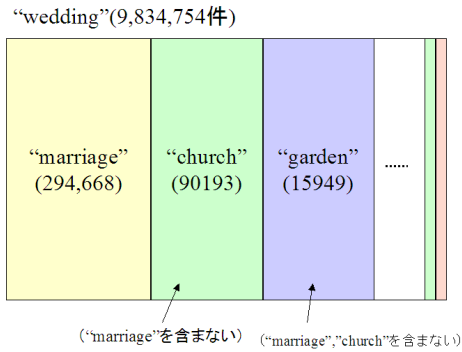 “wedding”(9,834,754件)
“marriage”
(294,668)
“church”
(90193)
“garden”
(15949)
......
（“marriage”を含まない）
（“marriage”,”church”を含まない)